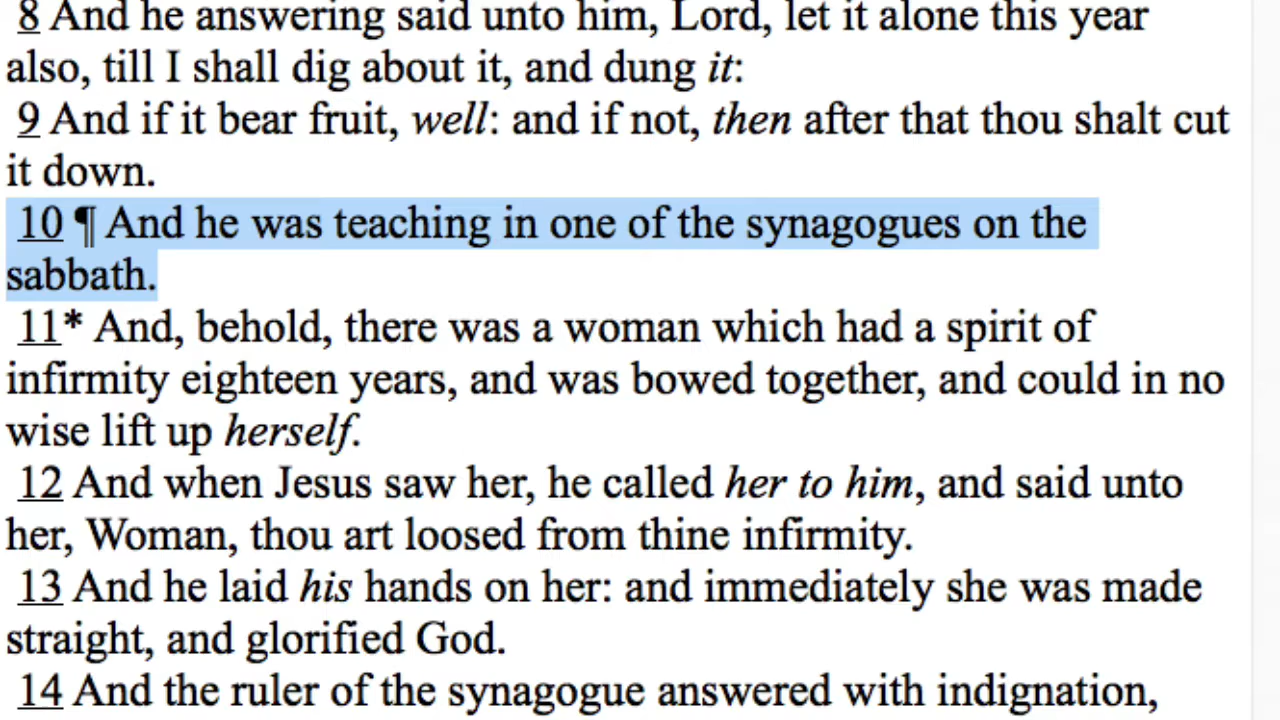 8 And he answering said unto him, Lord, let it alone this year
also, till I shall dig about it, and dung it:
9 And if it bear fruit, well: and if not, then after that thou shalt cut
it down.
10 ¶ And he was teaching in one of the synagogues on the
sabbath.
11* And, behold, there was a woman which had a spirit of
infirmity eighteen years, and was bowed together, and could in no
wise lift up herself.
12 And when Jesus saw her, he called her to him, and said unto
her, Woman, thou art loosed from thine infirmity.
13 And he laid his hands on her: and immediately she was made
straight, and glorified God.
14 And the ruler of the synagogue answered with indignation,